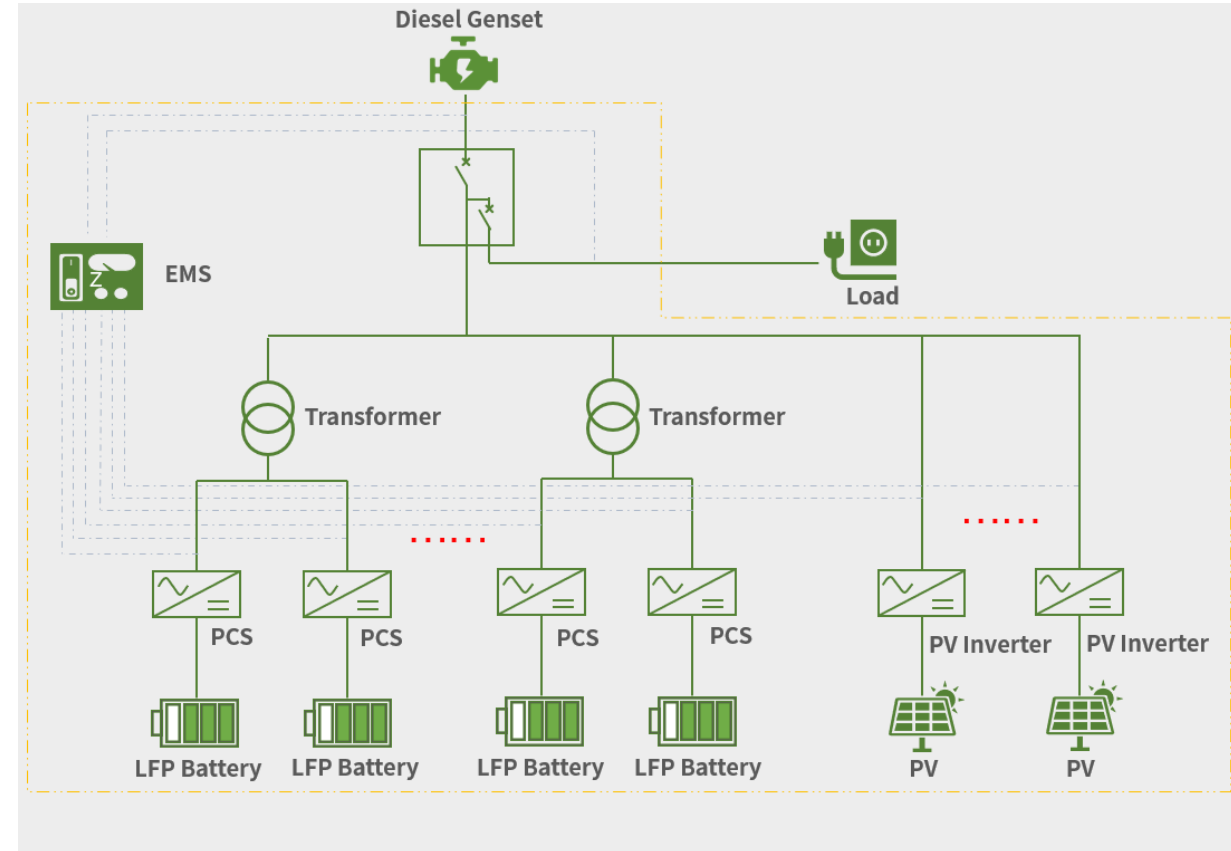 Diesel Genset
EMS
Load
Transformer
Transformer
PCS
PCS
PCS
PCS
PV Inverter
PV Inverter
LFP Battery
LFP Battery
LFP Battery
LFP Battery
PV
PV